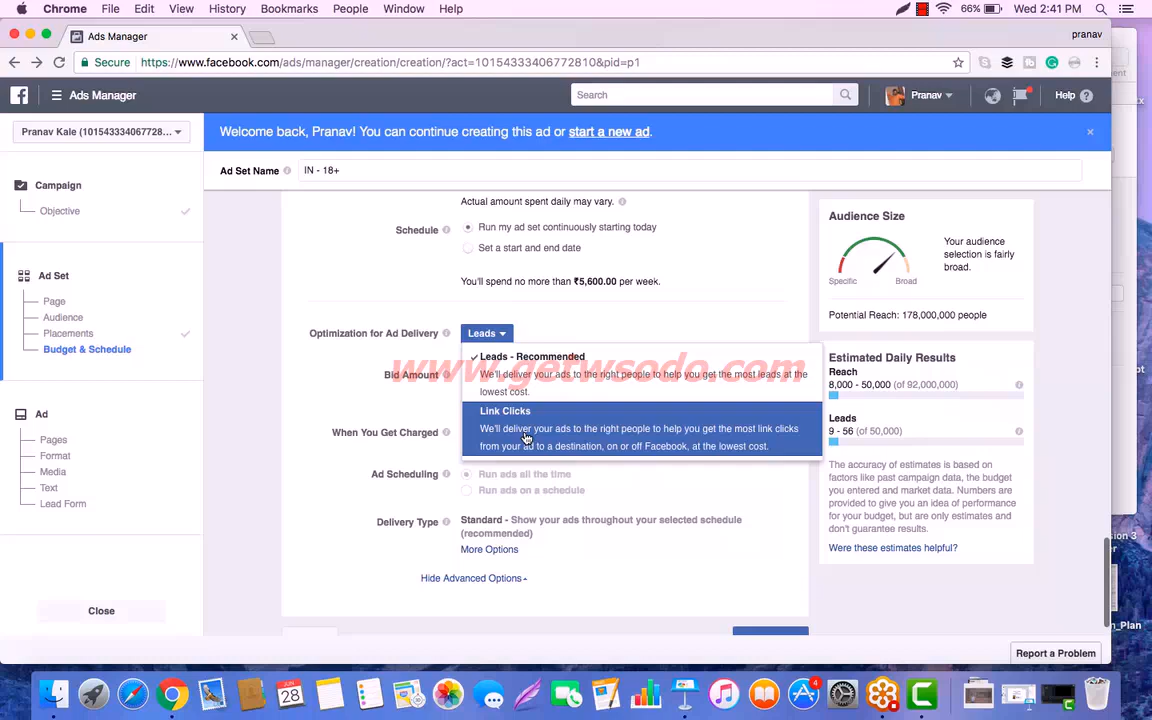 Chrome File Edit View History Bookmarks People Window Help 66% Wed 2:41 PM
Ads Manager pranav
Secure https://www.facebook.com/ads/manager/creation/creation/?act=10154333406772810&pid=p1
Ads Manager Search Pranav Help
Pranav Kale (101543334067728...
Welcome back, Pranav! You can continue creating this ad or start a new ad.
Ad Set Name IN - 18+
Campaign
Objective
Ad Set
Page
Audience
Placements
Budget & Schedule
Ad
Pages
Format
Media
Text
Lead Form
Close
Actual amount spent daily may vary.
Schedule Run my ad set continuously starting today
Set a start and end date
You'll spend no more than ₹5,600.00 per week.
Optimization for Ad Delivery Leads
Leads - Recommended
We'll deliver your ads to the right people to help you get the most leads at the
lowest cost.
Bid Amount
Link Clicks
We'll deliver your ads to the right people to help you get the most link clicks
from your ad to a destination, on or off Facebook, at the lowest cost.
When You Get Charged
Ad Scheduling Run ads all the time
Run ads on a schedule
Delivery Type Standard - Show your ads throughout your selected schedule
(recommended)
More Options
Hide Advanced Options
www.getwsodo.com
Audience Size
Your audience
selection is fairly
broad.
Specific Broad
Potential Reach: 178,000,000 people
Estimated Daily Results
Reach
8,000 - 50,000 (of 92,000,000)
Leads
9 - 56 (of 50,000)
The accuracy of estimates is based on
factors like past campaign data, the budget
you entered and market data. Numbers are
provided to give you an idea of performance
for your budget, but are only estimates and
don't guarantee results.
Were these estimates helpful?
Report a Problem
28
4